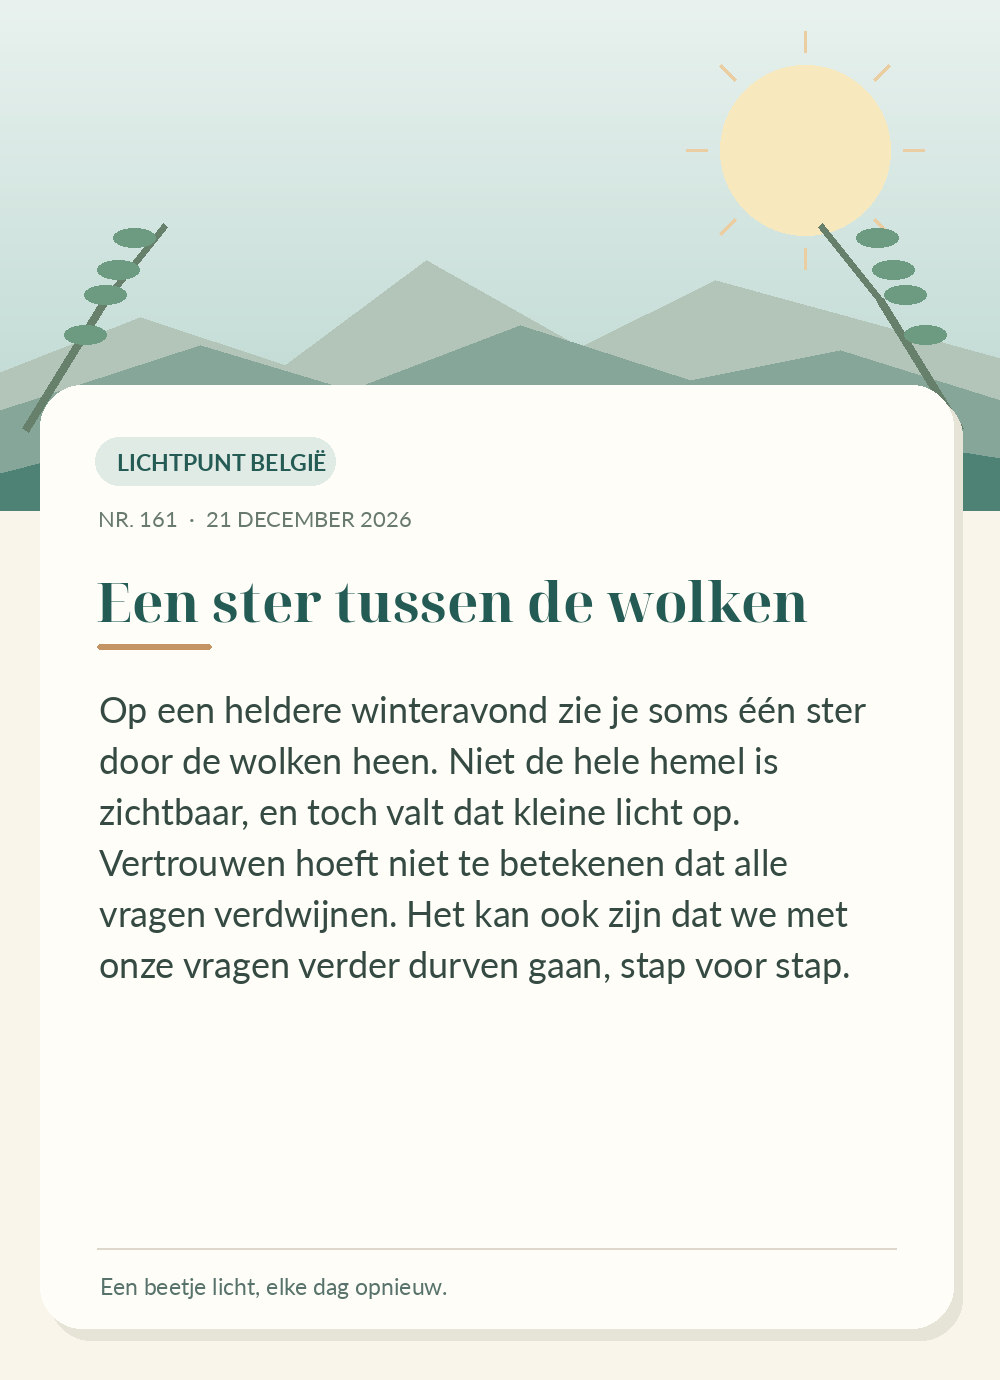 LICHTPUNT BELGIË
NR. 161 · 21 DECEMBER 2026
Een ster tussen de wolken
Op een heldere winteravond zie je soms één ster
door de wolken heen. Niet de hele hemel is
zichtbaar, en toch valt dat kleine licht op.
Vertrouwen hoeft niet te betekenen dat alle
vragen verdwijnen. Het kan ook zijn dat we met
onze vragen verder durven gaan, stap voor stap.
Een beetje licht, elke dag opnieuw.